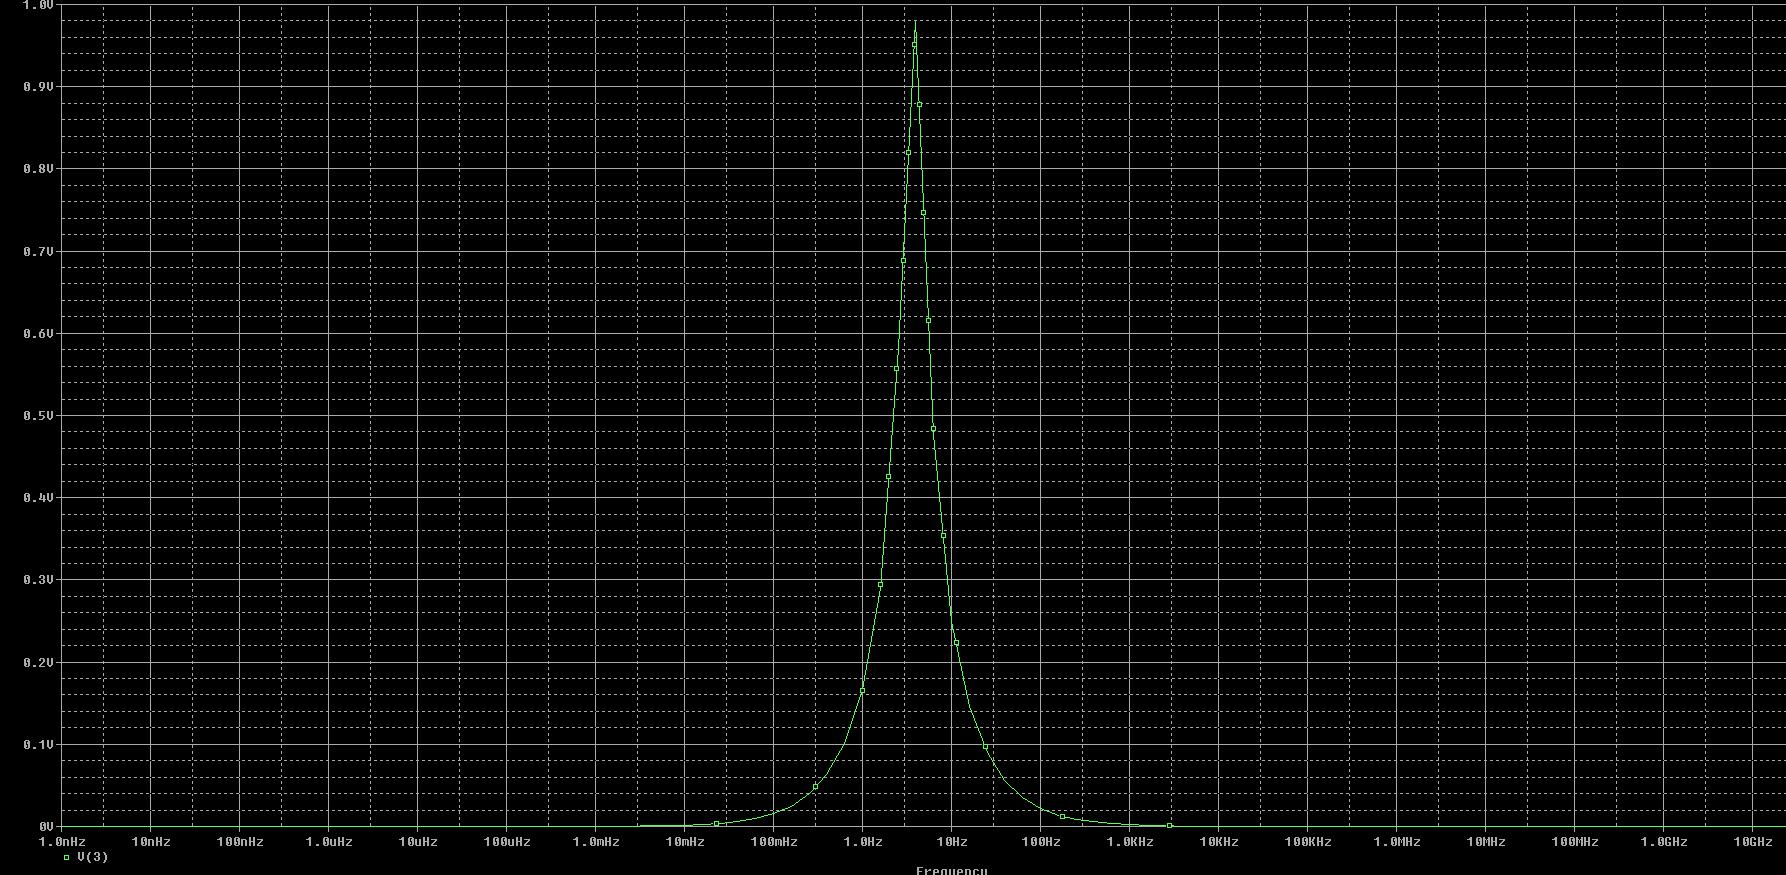 1.0V
0.9V
0.8V
0.7V
0.6V
0.5V
0.4V
0.3V
0.2V
0.1V
0V
1.0nHz 10nHz 100nHz 1.0uHz 10uHz 100uHz 1.0mHz 10mHz 100mHz 1.0Hz 10Hz 100Hz 1.0KHz 10KHz 100KHz 1.0MHz 10MHz 100MHz 1.0GHz 10GHz
V(3)
Frequency